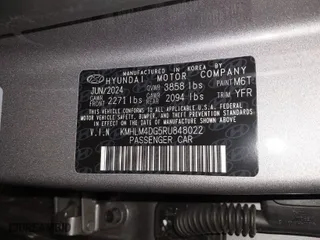 MANUFACTURED IN KOREA BY
HYUNDAI MOTOR COMPANY
JUN/2024 GVWR 3858 lbs PAINT M6T
GAWR FRONT 2271 lbs GAWR REAR 2094 lbs TRIM YFR
THIS VEHICLE CONFORMS TO ALL APPLICABLE
U.S. FEDERAL MOTOR VEHICLE SAFETY,
BUMPER, AND THEFT PREVENTION
STANDARDS IN EFFECT ON THE DATE OF
MANUFACTURE SHOWN ABOVE.
V.I.N KMHLM4DG5RU848022
PASSENGER CAR